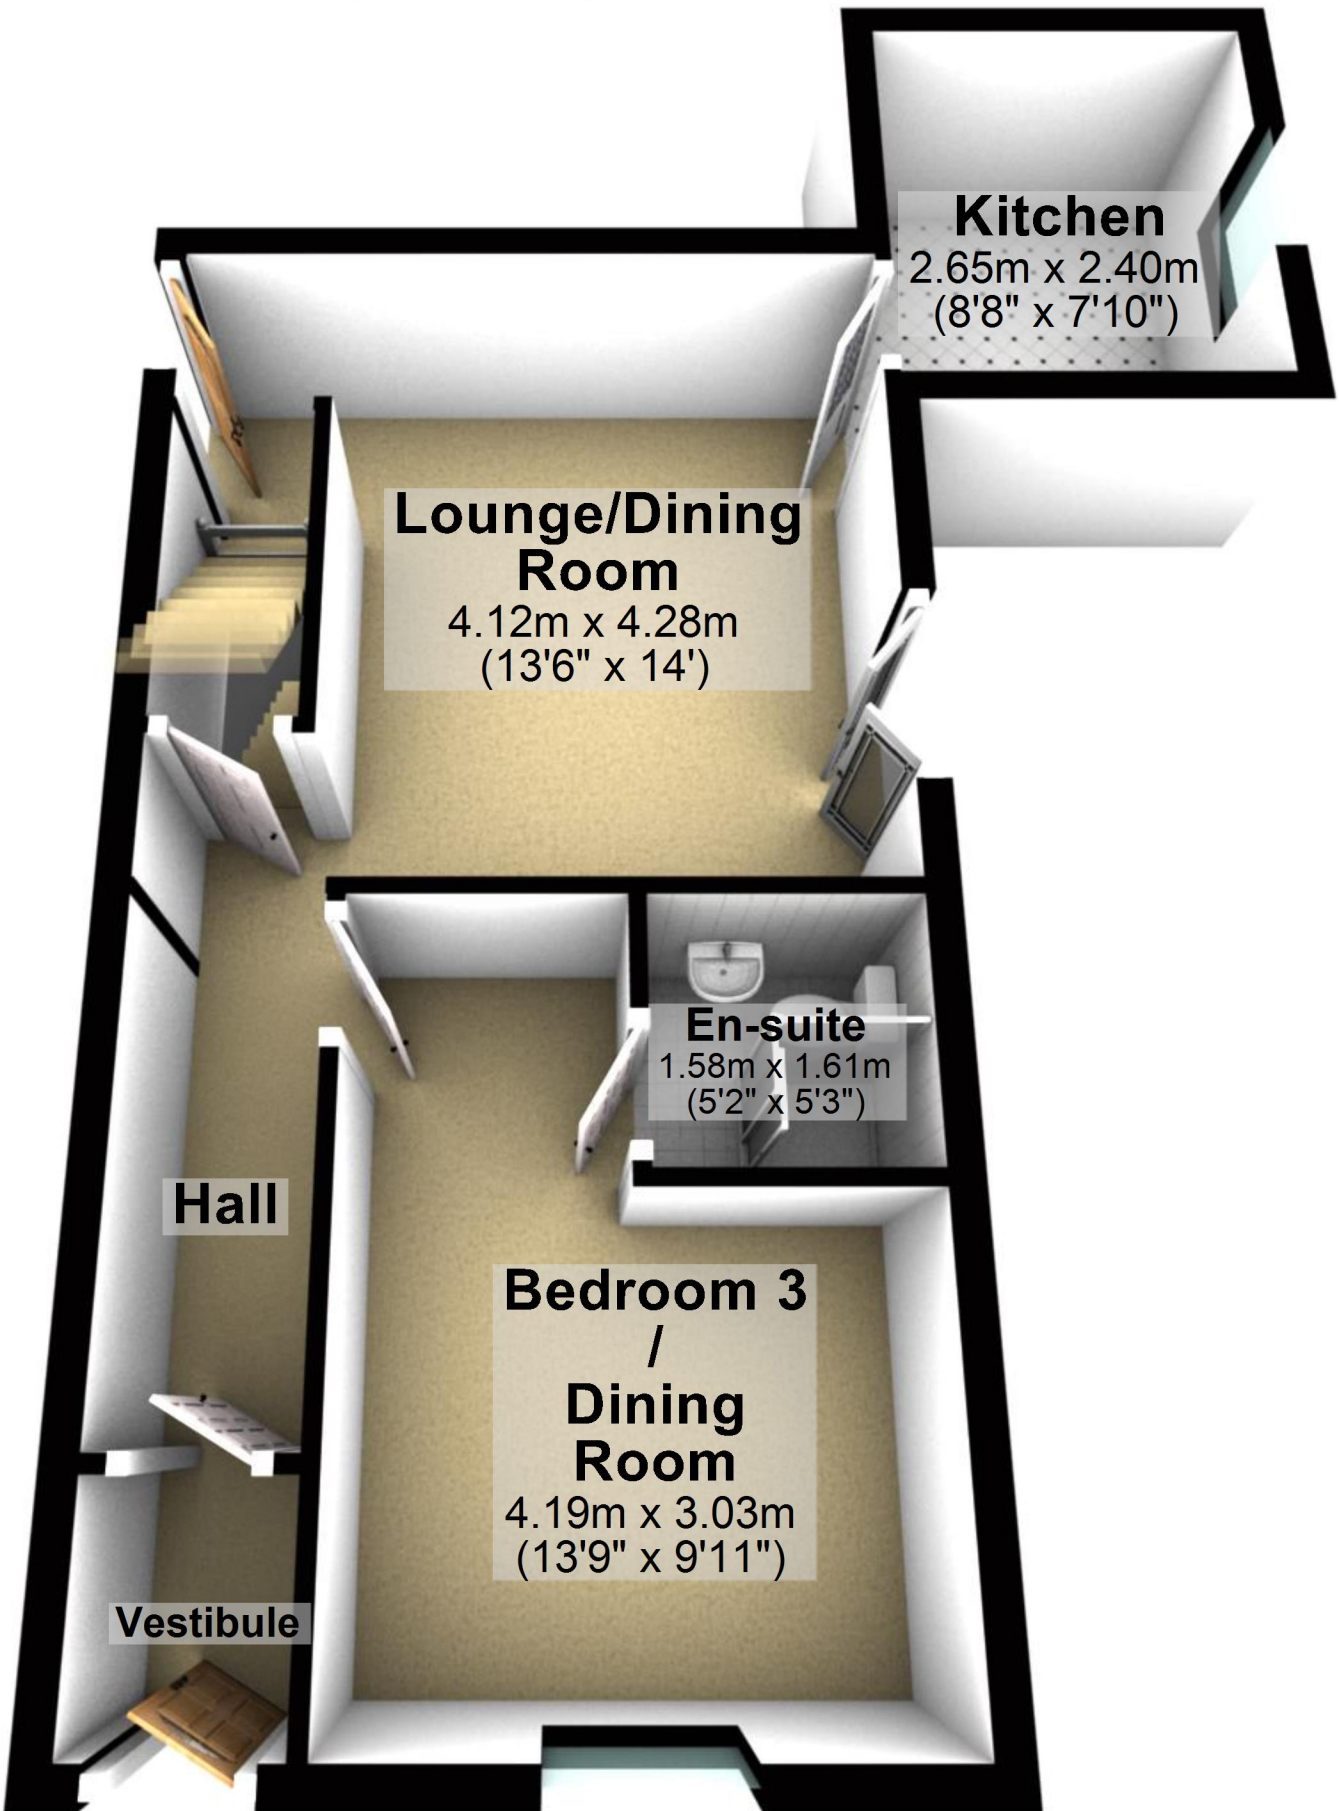 Kitchen
2.65m x 2.40m
(8'8" x 7'10")
Lounge/Dining
Room
4.12m x 4.28m
(13'6" x 14')
En-suite
1.58m x 1.61m
(5'2" x 5'3")
Hall
Bedroom 3
/
Dining
Room
4.19m x 3.03m
(13'9" x 9'11")
Vestibule